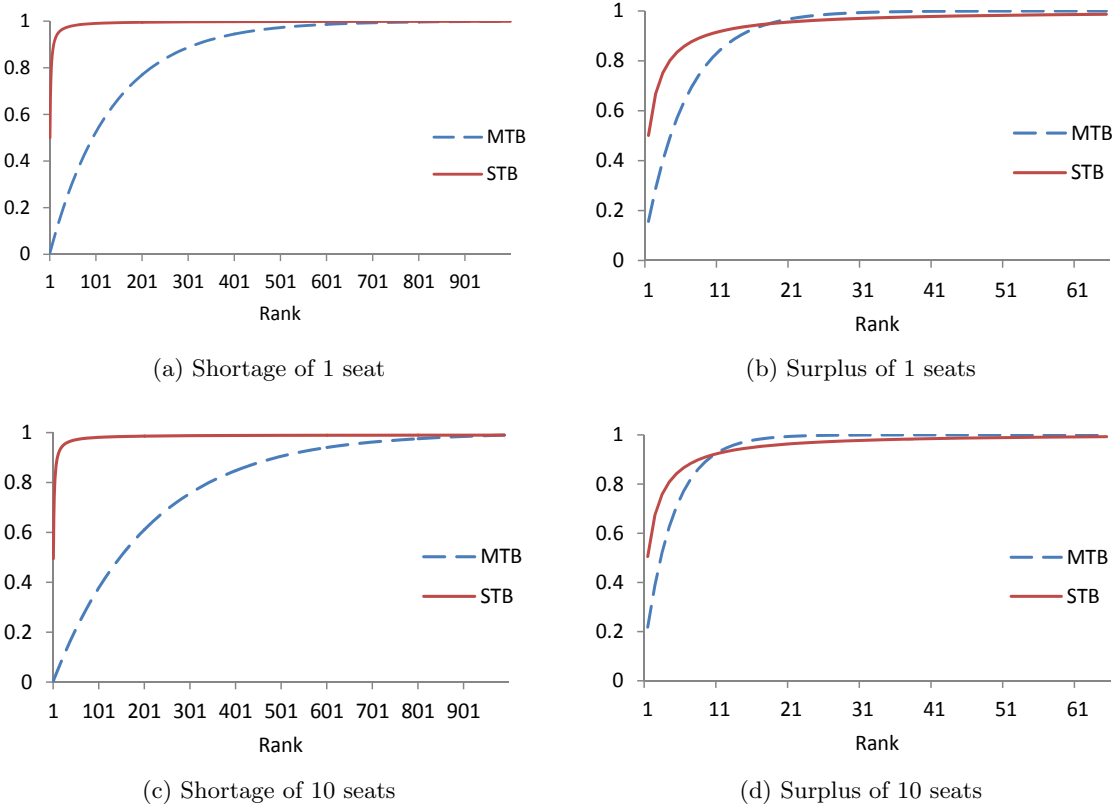 1
0.8
0.6
0.4
0.2
0
MTB
STB
1 101 201 301 401 501 601 701 801 901
Rank
(a) Shortage of 1 seat
1
0.8
0.6
0.4
0.2
0
MTB
STB
1 11 21 31 41 51 61
Rank
(b) Surplus of 1 seats
1
0.8
0.6
0.4
0.2
0
MTB
STB
1 101 201 301 401 501 601 701 801 901
Rank
(c) Shortage of 10 seats
1
0.8
0.6
0.4
0.2
0
MTB
STB
1 11 21 31 41 51 61
Rank
(d) Surplus of 10 seats